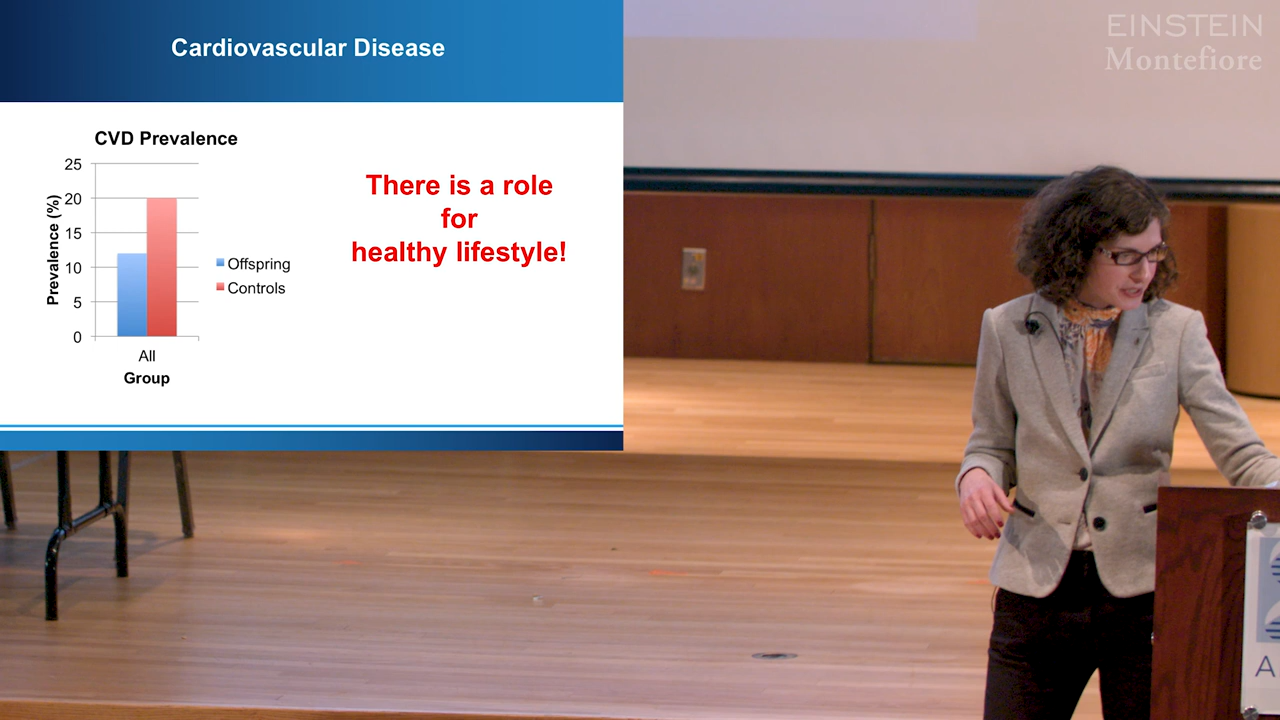 Cardiovascular Disease
CVD Prevalence
25
20
15
10
5
0
Prevalence (%)
All
Group
Offspring
Controls
There is a role
for
healthy lifestyle!
EINSTEIN
Montefiore
A